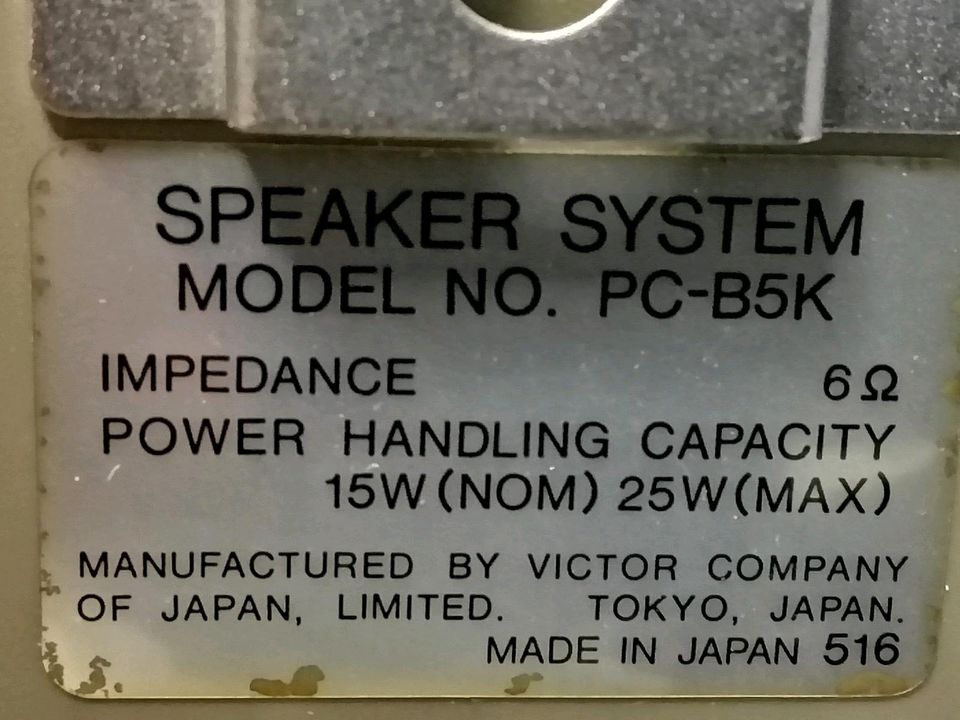 SPEAKER SYSTEM
MODEL NO. PC-B5K
IMPEDANCE 6Ω
POWER HANDLING CAPACITY
15W(NOM) 25W(MAX)
MANUFACTURED BY VICTOR COMPANY
OF JAPAN, LIMITED. TOKYO, JAPAN.
MADE IN JAPAN 516